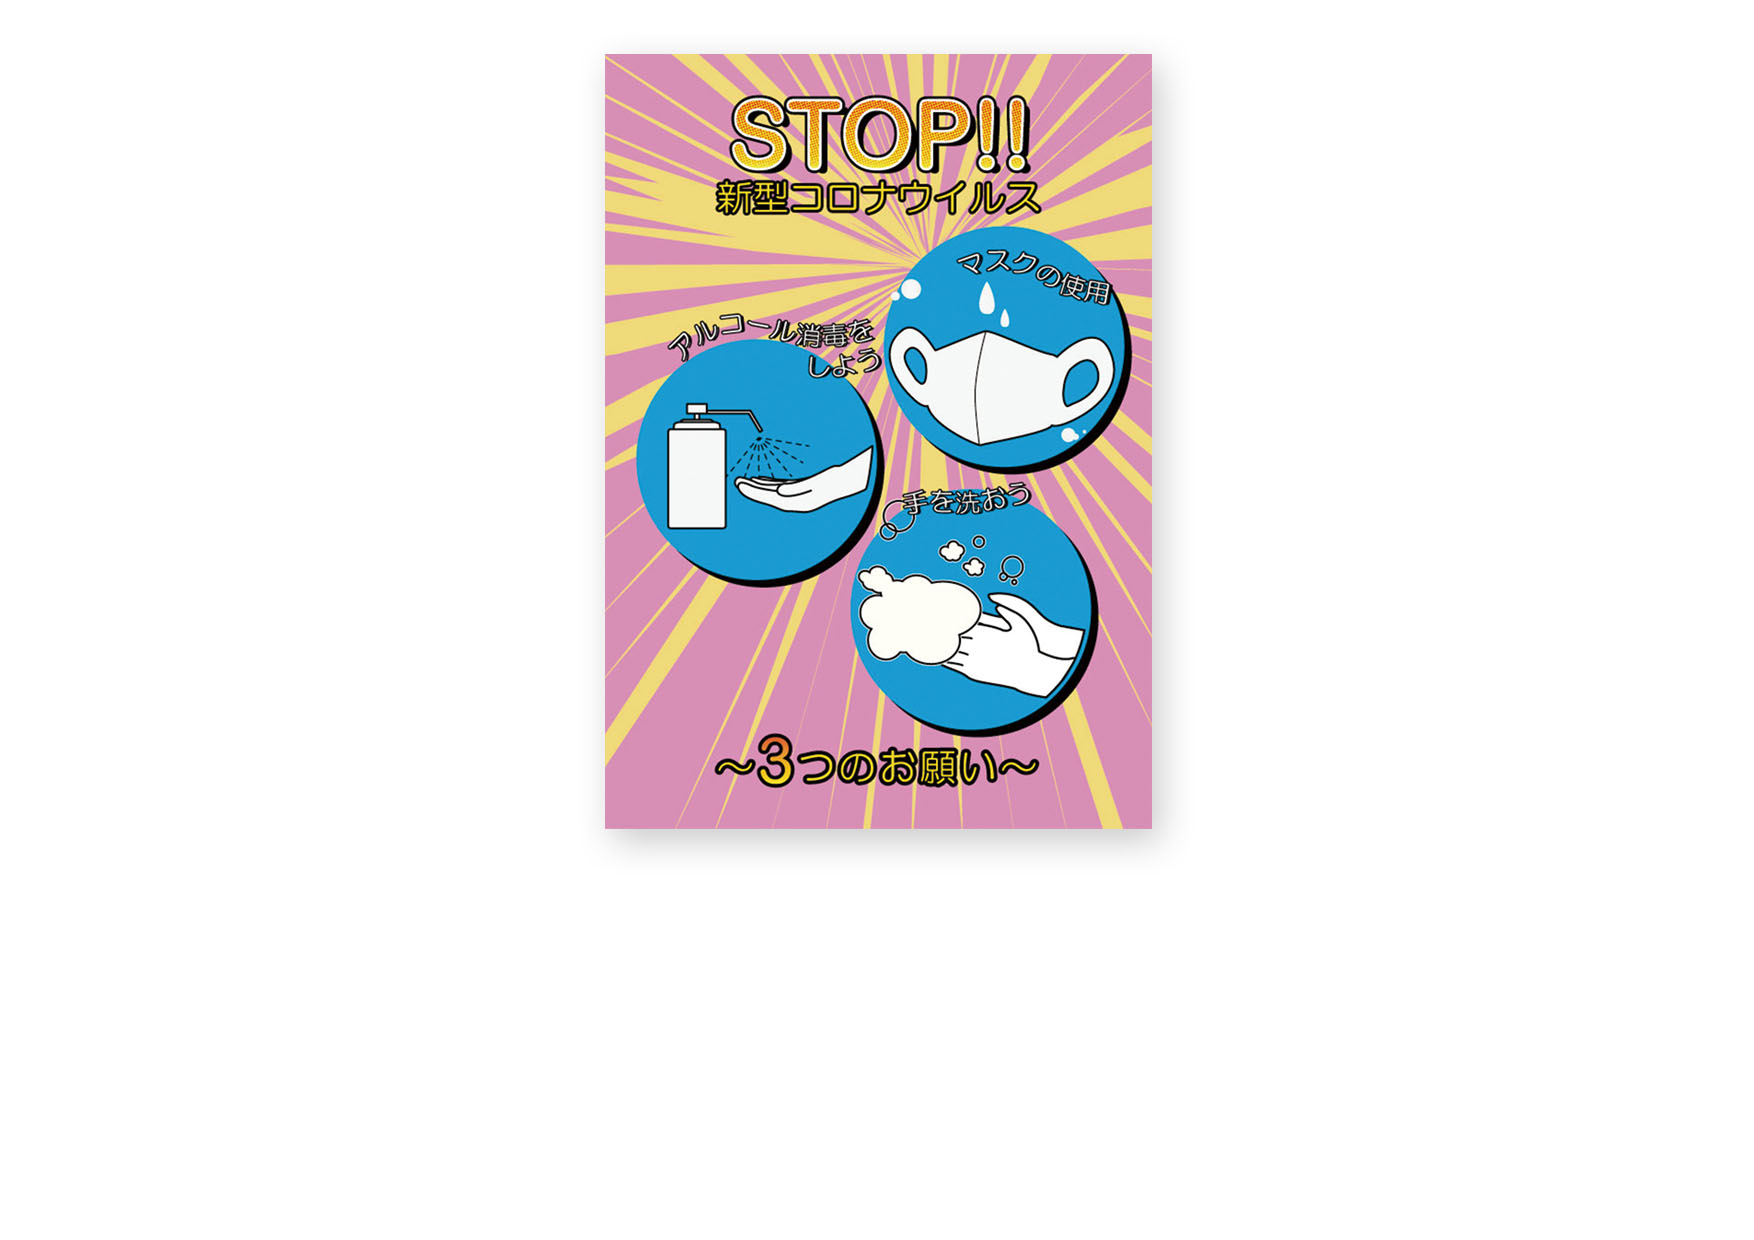 STOP!!
新型コロナウイルス
マスクの使用
アルコール消毒を
しよう
手を洗おう
〜3つのお願い〜